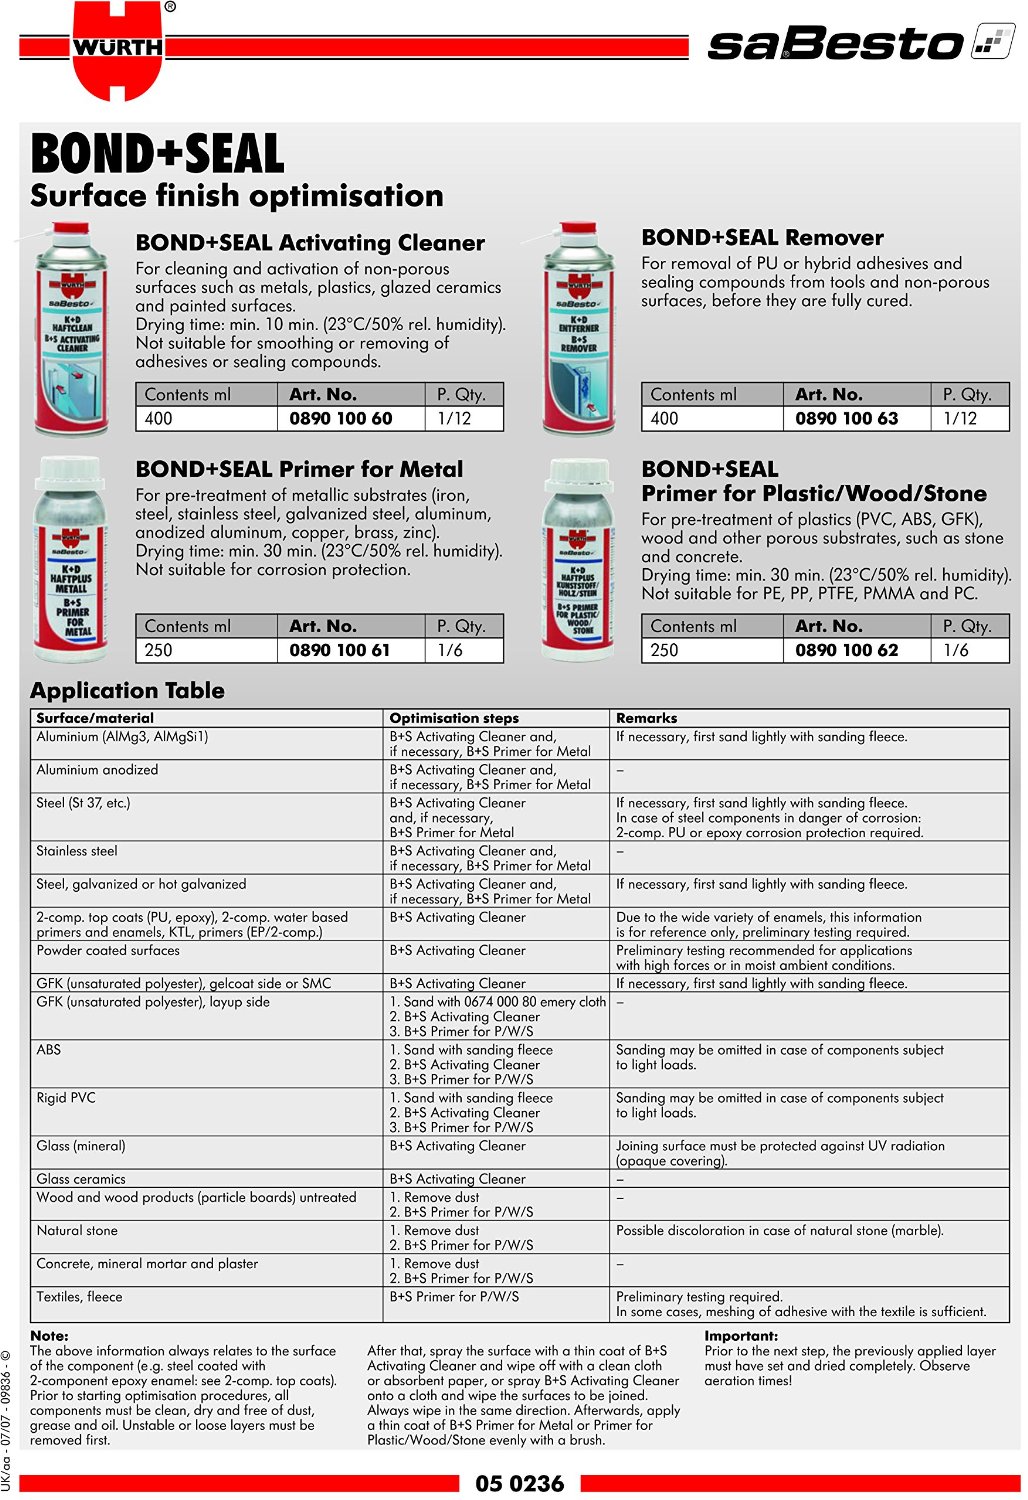 WÜRTH
®
saBesto
®
BOND+SEAL
Surface finish optimisation
WÜRTH
saBesto
K+D
HAFTCLEAN
B+S ACTIVATING
CLEANER
BOND+SEAL Activating Cleaner
For cleaning and activation of non-porous
surfaces such as metals, plastics, glazed ceramics
and painted surfaces.
Drying time: min. 10 min. (23°C/50% rel. humidity).
Not suitable for smoothing or removing of
adhesives or sealing compounds.
Contents ml Art. No. P. Qty.
400 0890 100 60 1/12
WÜRTH
saBesto
K+D
ENTFERNER
B+S
REMOVER
BOND+SEAL Remover
For removal of PU or hybrid adhesives and
sealing compounds from tools and non-porous
surfaces, before they are fully cured.
Contents ml Art. No. P. Qty.
400 0890 100 63 1/12
WÜRTH
saBesto
K+D
HAFTPLUS
METALL
B+S
PRIMER
FOR
METAL
BOND+SEAL Primer for Metal
For pre-treatment of metallic substrates (iron,
steel, stainless steel, galvanized steel, aluminum,
anodized aluminum, copper, brass, zinc).
Drying time: min. 30 min. (23°C/50% rel. humidity).
Not suitable for corrosion protection.
Contents ml Art. No. P. Qty.
250 0890 100 61 1/6
WÜRTH
saBesto
K+D
HAFTPLUS
KUNSTSTOFF/
HOLZ/STEIN
B+S PRIMER
FOR PLASTIC/
WOOD/
STONE
BOND+SEAL
Primer for Plastic/Wood/Stone
For pre-treatment of plastics (PVC, ABS, GFK),
wood and other porous substrates, such as stone
and concrete.
Drying time: min. 30 min. (23°C/50% rel. humidity).
Not suitable for PE, PP, PTFE, PMMA and PC.
Contents ml Art. No. P. Qty.
250 0890 100 62 1/6
Application Table
Surface/material Optimisation steps Remarks
Aluminium (AlMg3, AlMgSi1) B+S Activating Cleaner and, If necessary, first sand lightly with sanding fleece.
if necessary, B+S Primer for Metal
Aluminium anodized B+S Activating Cleaner and, –
if necessary, B+S Primer for Metal
Steel (St 37, etc.) B+S Activating Cleaner If necessary, first sand lightly with sanding fleece.
and, if necessary, In case of steel components in danger of corrosion:
B+S Primer for Metal 2-comp. PU or epoxy corrosion protection required.
Stainless steel B+S Activating Cleaner and, –
if necessary, B+S Primer for Metal
Steel, galvanized or hot galvanized B+S Activating Cleaner and, If necessary, first sand lightly with sanding fleece.
if necessary, B+S Primer for Metal
2-comp. top coats (PU, epoxy), 2-comp. water based B+S Activating Cleaner Due to the wide variety of enamels, this information
primers and enamels, KTL, primers (EP/2-comp.) is for reference only, preliminary testing required.
Powder coated surfaces B+S Activating Cleaner Preliminary testing recommended for applications
with high forces or in moist ambient conditions.
GFK (unsaturated polyester), gelcoat side or SMC B+S Activating Cleaner If necessary, first sand lightly with sanding fleece.
GFK (unsaturated polyester), layup side 1. Sand with 0674 000 80 emery cloth –
2. B+S Activating Cleaner
3. B+S Primer for P/W/S
ABS 1. Sand with sanding fleece Sanding may be omitted in case of components subject
2. B+S Activating Cleaner to light loads.
3. B+S Primer for P/W/S
Rigid PVC 1. Sand with sanding fleece Sanding may be omitted in case of components subject
2. B+S Activating Cleaner to light loads.
3. B+S Primer for P/W/S
Glass (mineral) B+S Activating Cleaner Joining surface must be protected against UV radiation
(opaque covering).
Glass ceramics B+S Activating Cleaner –
Wood and wood products (particle boards) untreated 1. Remove dust –
2. B+S Primer for P/W/S
Natural stone 1. Remove dust Possible discoloration in case of natural stone (marble).
2. B+S Primer for P/W/S
Concrete, mineral mortar and plaster 1. Remove dust –
2. B+S Primer for P/W/S
Textiles, fleece B+S Primer for P/W/S Preliminary testing required.
In some cases, meshing of adhesive with the textile is sufficient.
Note:
The above information always relates to the surface
of the component (e.g. steel coated with
2-component epoxy enamel: see 2-comp. top coats).
Prior to starting optimisation procedures, all
components must be clean, dry and free of dust,
grease and oil. Unstable or loose layers must be
removed first.
After that, spray the surface with a thin coat of B+S
Activating Cleaner and wipe off with a clean cloth
or absorbent paper, or spray B+S Activating Cleaner
onto a cloth and wipe the surfaces to be joined.
Always wipe in the same direction. Afterwards, apply
a thin coat of B+S Primer for Metal or Primer for
Plastic/Wood/Stone evenly with a brush.
Important:
Prior to the next step, the previously applied layer
must have set and dried completely. Observe
aeration times!
UK/aa - 07/07 - 09836 - ©
05 0236